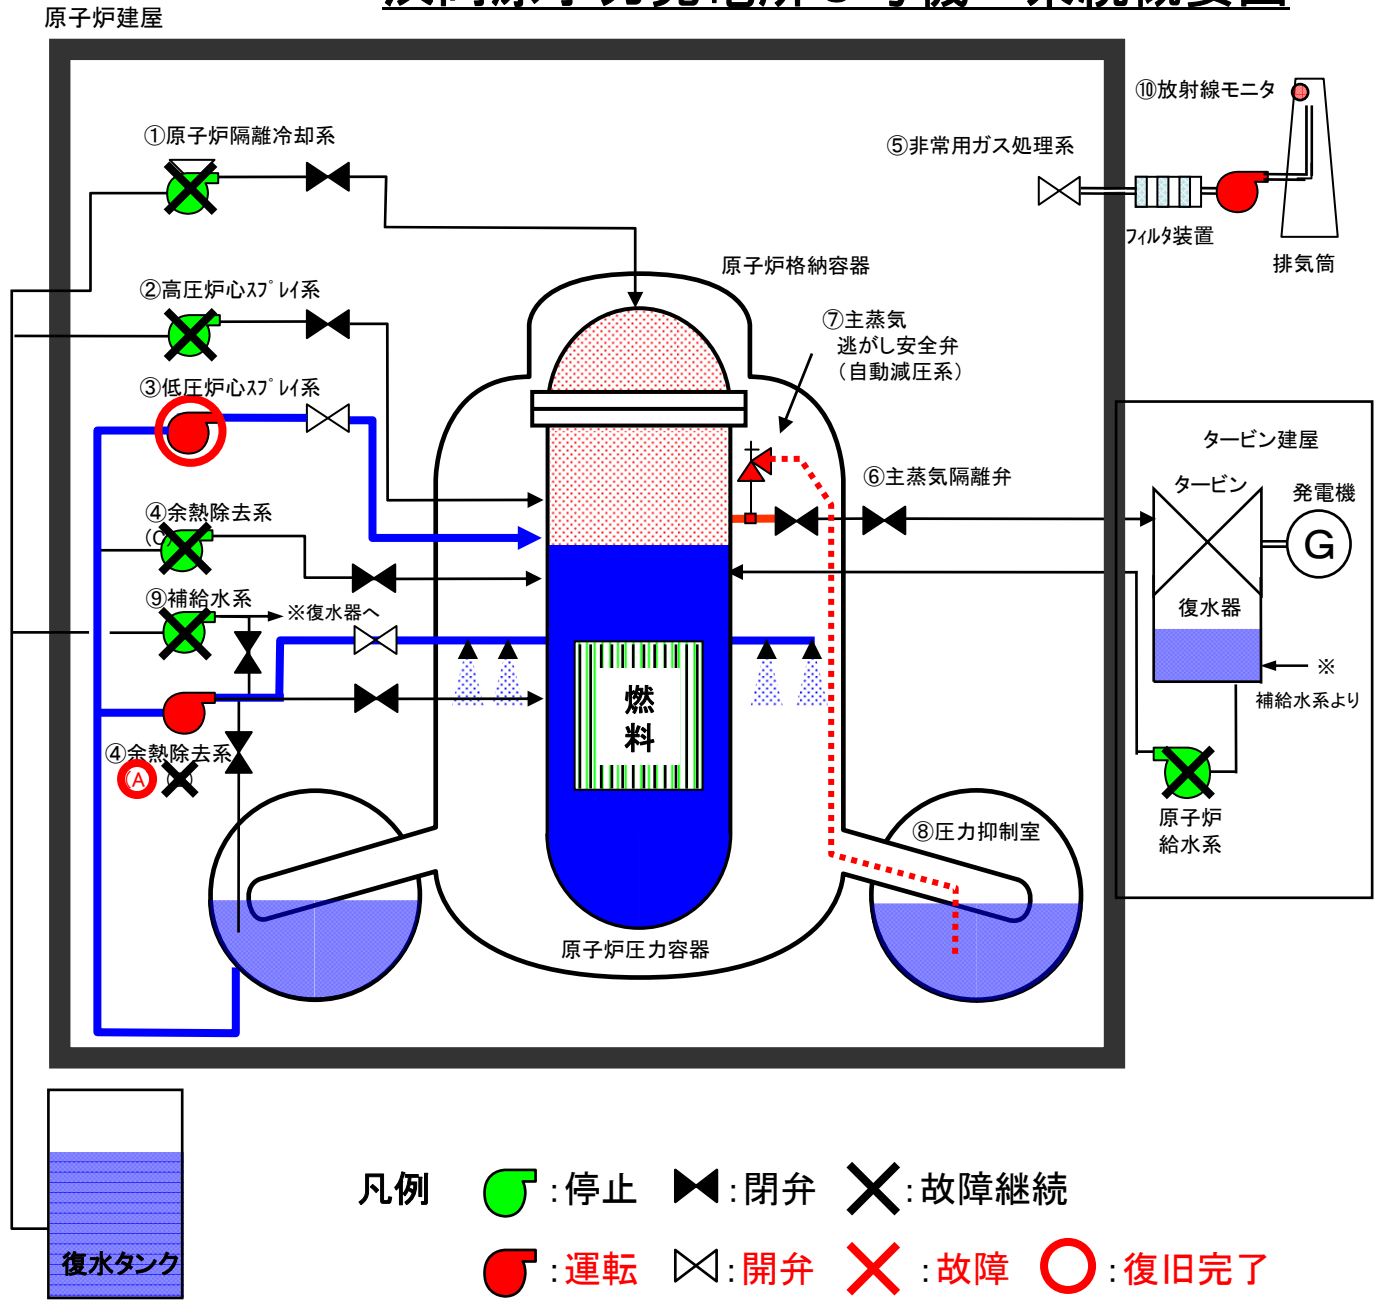 原子炉建屋
①原子炉隔離冷却系
②高圧炉心ｽﾌﾟﾚｲ系
③低圧炉心ｽﾌﾟﾚｲ系
④余熱除去系
(C)
⑨補給水系
※復水器へ
④余熱除去系
A
原子炉格納容器
⑦主蒸気
逃がし安全弁
（自動減圧系）
⑥主蒸気隔離弁
燃
料
原子炉圧力容器
⑧圧力抑制室
⑤非常用ガス処理系
⑩放射線モニタ
フィルタ装置
排気筒
タービン建屋
タービン
発電機
G
復水器
※
補給水系より
原子炉
給水系
復水タンク
凡例
:停止
:閉弁
:故障継続
:運転
:開弁
:故障
:復旧完了